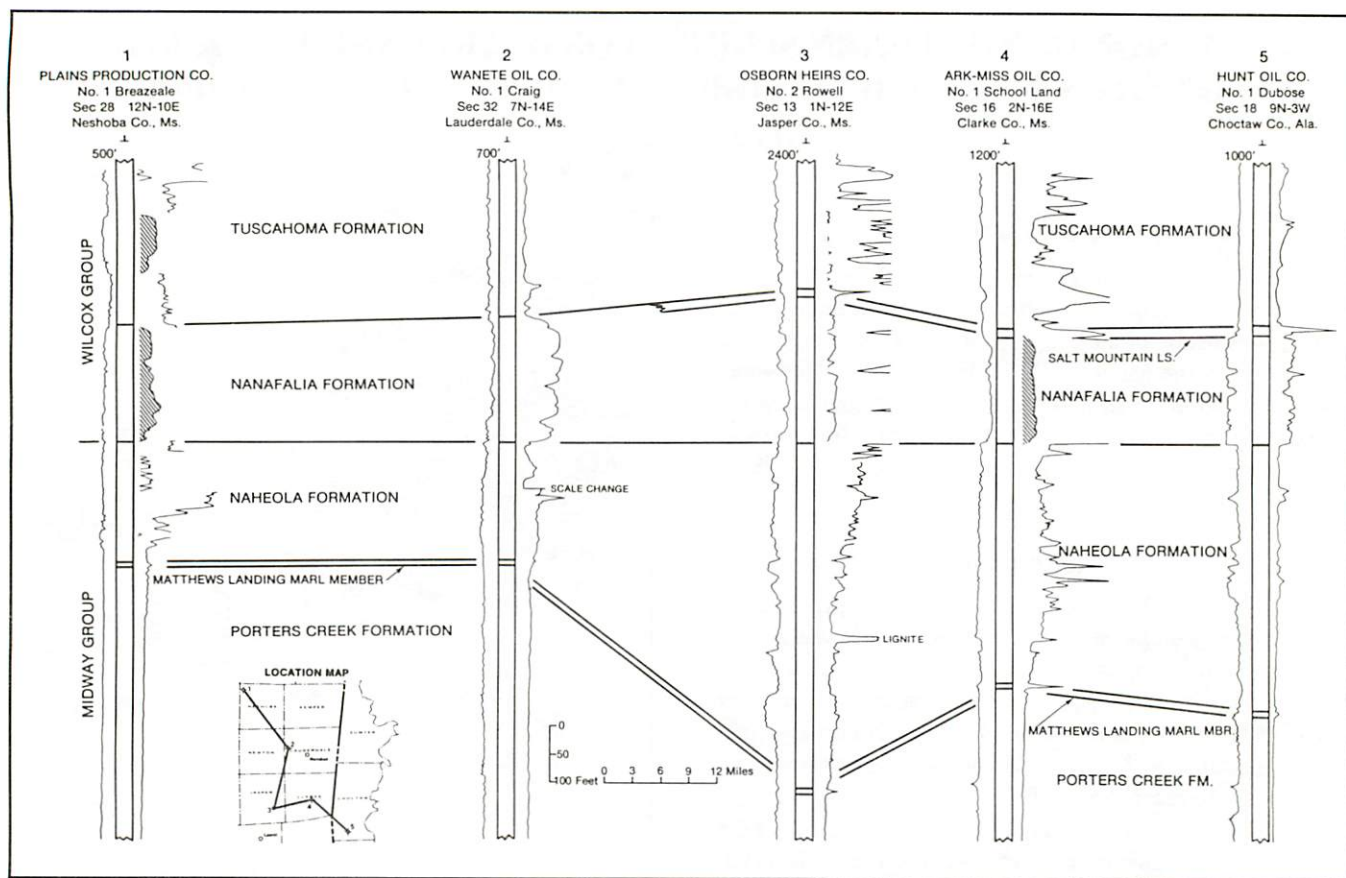 1
PLAINS PRODUCTION CO.
No. 1 Breazeale
Sec 28 12N-10E
Neshoba Co., Ms.
500'
2
WANETE OIL CO.
No. 1 Craig
Sec 32 7N-14E
Lauderdale Co., Ms.
700'
3
OSBORN HEIRS CO.
No. 2 Rowell
Sec 13 1N-12E
Jasper Co., Ms.
2400'
4
ARK-MISS OIL CO.
No. 1 School Land
Sec 16 2N-16E
Clarke Co., Ms.
1200'
5
HUNT OIL CO.
No. 1 Dubose
Sec 18 9N-3W
Choctaw Co., Ala.
1000'
WILCOX GROUP
MIDWAY GROUP
TUSCAHOMA FORMATION
TUSCAHOMA FORMATION
SALT MOUNTAIN LS.
NANAFALIA FORMATION
NANAFALIA FORMATION
NAHEOLA FORMATION
SCALE CHANGE
NAHEOLA FORMATION
MATTHEWS LANDING MARL MEMBER
PORTERS CREEK FORMATION
LIGNITE
MATTHEWS LANDING MARL MBR.
PORTERS CREEK FM.
LOCATION MAP
1
2
3
4
5
0
50
100 Feet
0 3 6 9 12 Miles